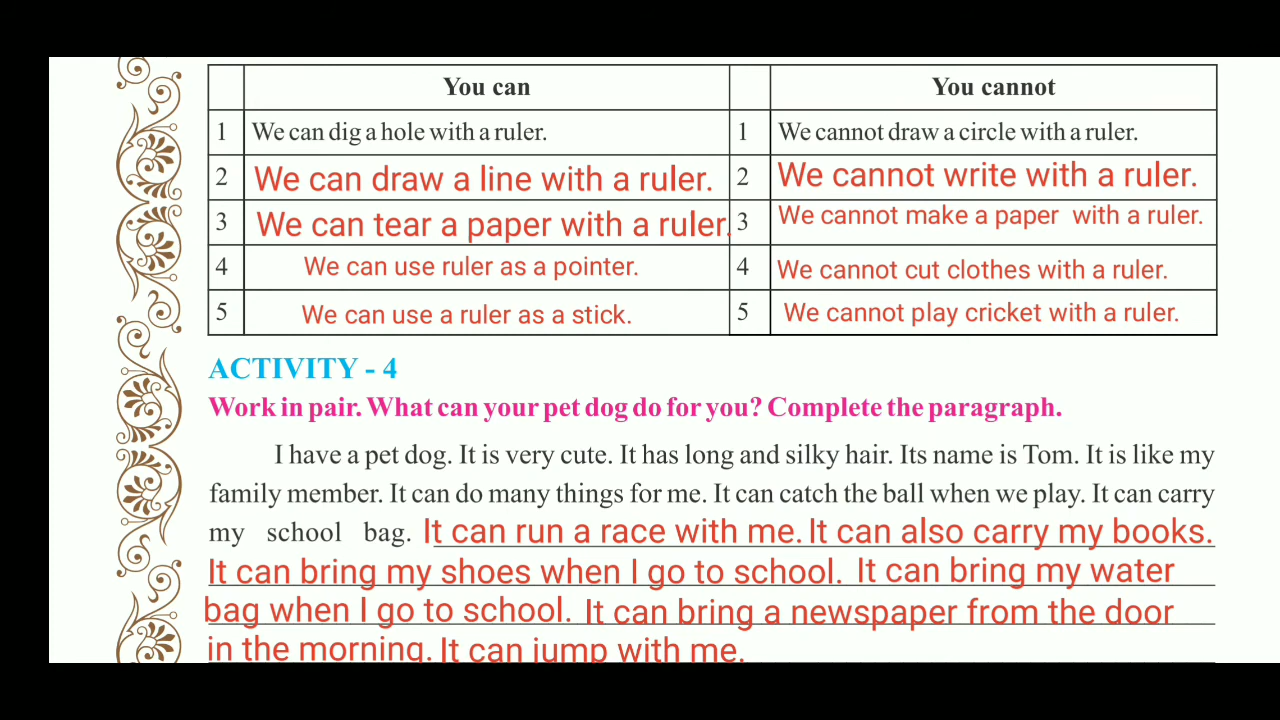 You can You cannot
1 We can dig a hole with a ruler. 1 We cannot draw a circle with a ruler.
2 We can draw a line with a ruler. 2 We cannot write with a ruler.
3 We can tear a paper with a ruler. 3 We cannot make a paper with a ruler.
4 We can use ruler as a pointer. 4 We cannot cut clothes with a ruler.
5 We can use a ruler as a stick. 5 We cannot play cricket with a ruler.
ACTIVITY - 4
Work in pair. What can your pet dog do for you? Complete the paragraph.
I have a pet dog. It is very cute. It has long and silky hair. Its name is Tom. It is like my
family member. It can do many things for me. It can catch the ball when we play. It can carry
my school bag. It can run a race with me. It can also carry my books.
It can bring my shoes when I go to school. It can bring my water
bag when I go to school. It can bring a newspaper from the door
in the morning. It can jump with me.